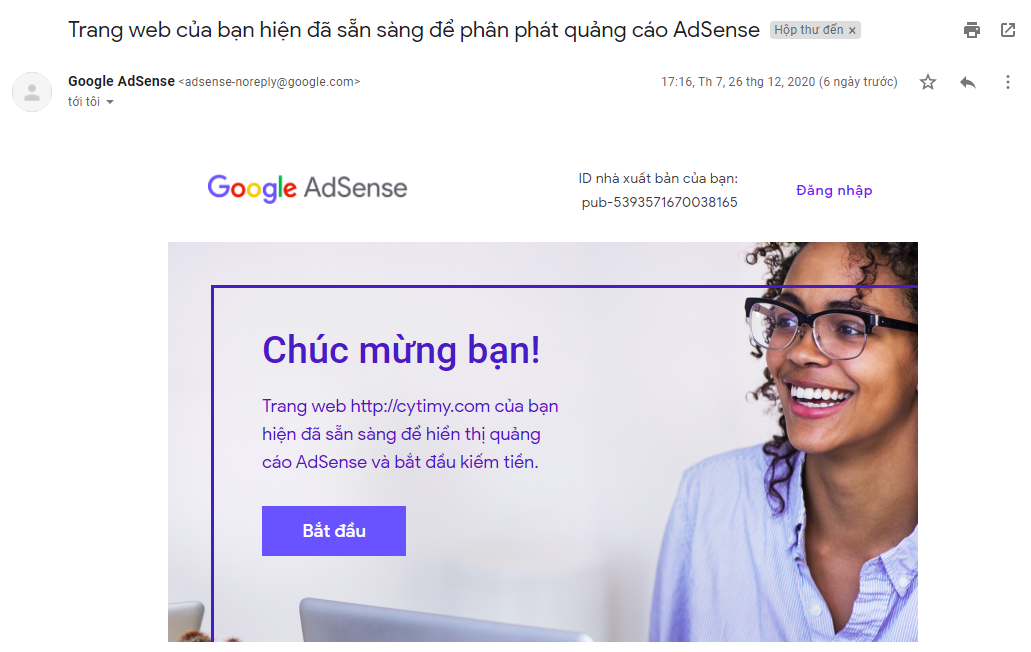 Trang web của bạn hiện đã sẵn sàng để phân phát quảng cáo AdSense Hộp thư đến ×
Google AdSense <adsense-noreply@google.com> 17:16, Th 7, 26 thg 12, 2020 (6 ngày trước)
tới tôi
Google AdSense
ID nhà xuất bản của bạn:
pub-5393571670038165
Đăng nhập
Chúc mừng bạn!
Trang web http://cytimy.com của bạn
hiện đã sẵn sàng để hiển thị quảng
cáo AdSense và bắt đầu kiếm tiền.
Bắt đầu